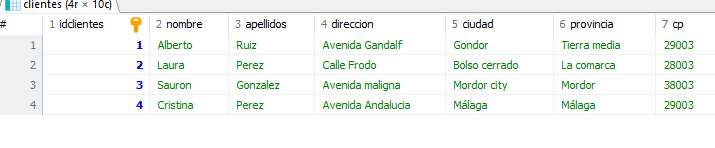 clientes (4r × 10c)
# 1 idclientes 2 nombre 3 apellidos 4 direccion 5 ciudad 6 provincia 7 cp
1 1 Alberto Ruiz Avenida Gandalf Gondor Tierra media 29003
2 2 Laura Perez Calle Frodo Bolso cerrado La comarca 28003
3 3 Sauron Gonzalez Avenida maligna Mordor city Mordor 38003
4 4 Cristina Perez Avenida Andalucia Málaga Málaga 29003